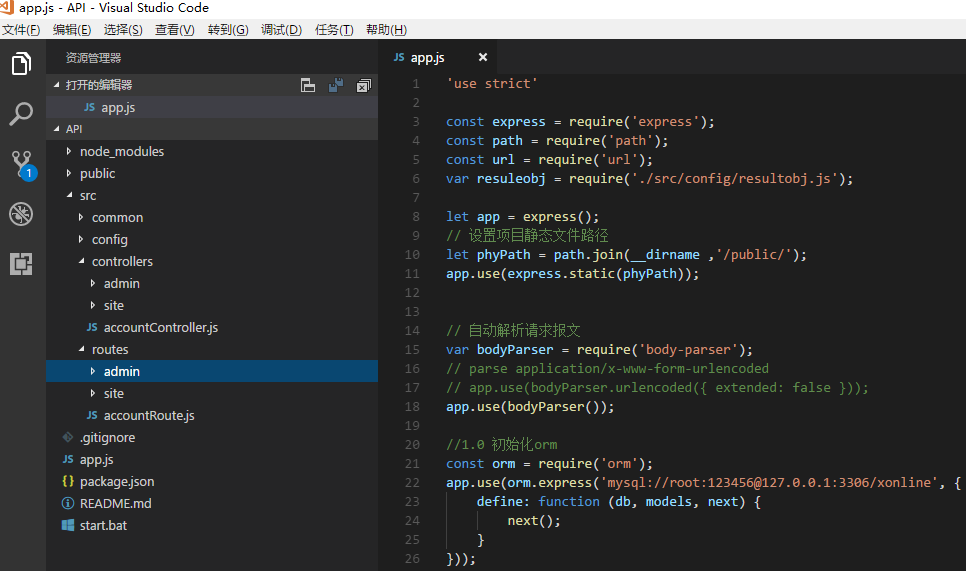 app.js - API - Visual Studio Code
文件(F) 编辑(E) 选择(S) 查看(V) 转到(G) 调试(D) 任务(T) 帮助(H)
资源管理器
打开的编辑器
JS app.js
API
node_modules
public
src
common
config
controllers
admin
site
JS accountController.js
routes
admin
site
JS accountRoute.js
.gitignore
JS app.js
{} package.json
README.md
start.bat
1
JS app.js ×
1 'use strict'
2
3 const express = require('express');
4 const path = require('path');
5 const url = require('url');
6 var resuleobj = require('./src/config/resultobj.js');
7
8 let app = express();
9 // 设置项目静态文件路径
10 let phyPath = path.join(__dirname ,'/public/');
11 app.use(express.static(phyPath));
12
13
14 // 自动解析请求报文
15 var bodyParser = require('body-parser');
16 // parse application/x-www-form-urlencoded
17 // app.use(bodyParser.urlencoded({ extended: false }));
18 app.use(bodyParser());
19
20 //1.0 初始化orm
21 const orm = require('orm');
22 app.use(orm.express('mysql://root:123456@127.0.0.1:3306/xonline', {
23 define: function (db, models, next) {
24 next();
25 }
26 }));